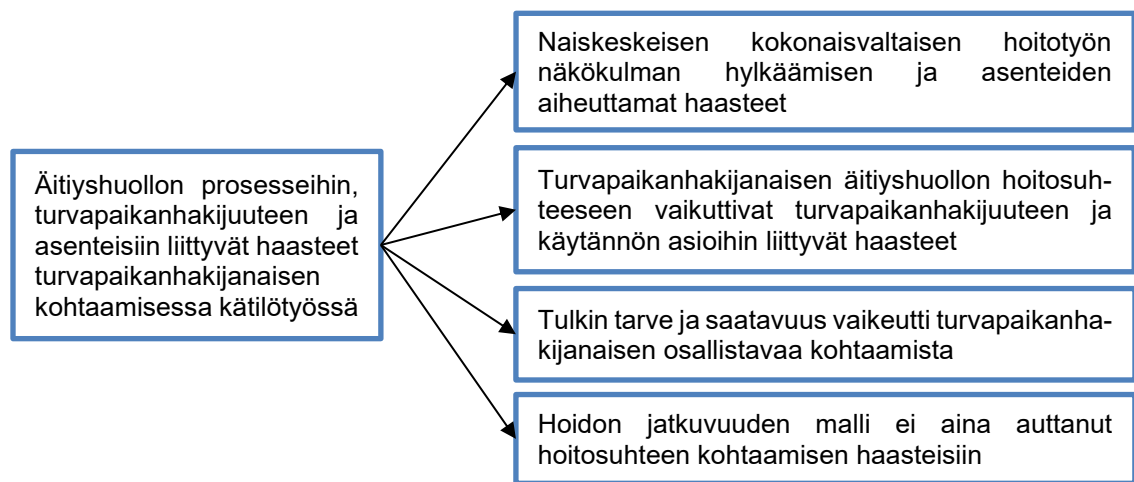 Äitiyshuollon prosesseihin,
turvapaikanhakijuuteen ja
asenteisiin liittyvät haasteet
turvapaikanhakijanaisen
kohtaamisessa kätilötyössä
Naiskeskeisen kokonaisvaltaisen hoitotyön
näkökulman hylkäämisen ja asenteiden
aiheuttamat haasteet
Turvapaikanhakijanaisen äitiyshuollon hoitosuh-
teeseen vaikuttivat turvapaikanhakijuuteen ja
käytännön asioihin liittyvät haasteet
Tulkin tarve ja saatavuus vaikeutti turvapaikanha-
kijanaisen osallistavaa kohtaamista
Hoidon jatkuvuuden malli ei aina auttanut
hoitosuhteen kohtaamisen haasteisiin